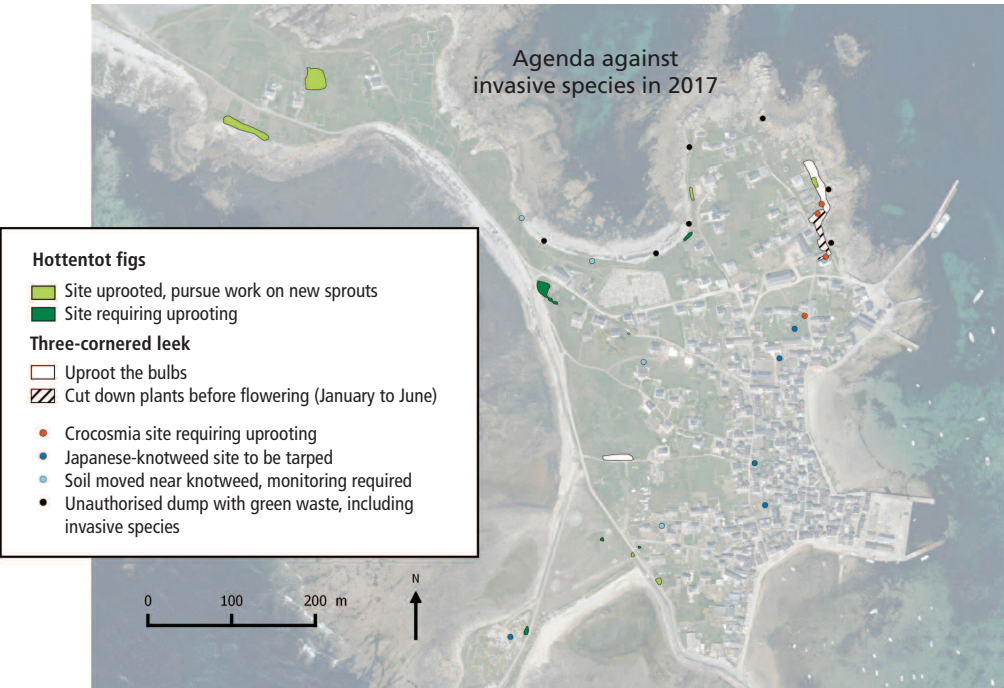 Agenda against
invasive species in 2017
Hottentot figs
Site uprooted, pursue work on new sprouts
Site requiring uprooting
Three-cornered leek
Uproot the bulbs
Cut down plants before flowering (January to June)
Crocosmia site requiring uprooting
Japanese-knotweed site to be tarped
Soil moved near knotweed, monitoring required
Unauthorised dump with green waste, including
invasive species
0 100 200 m
N